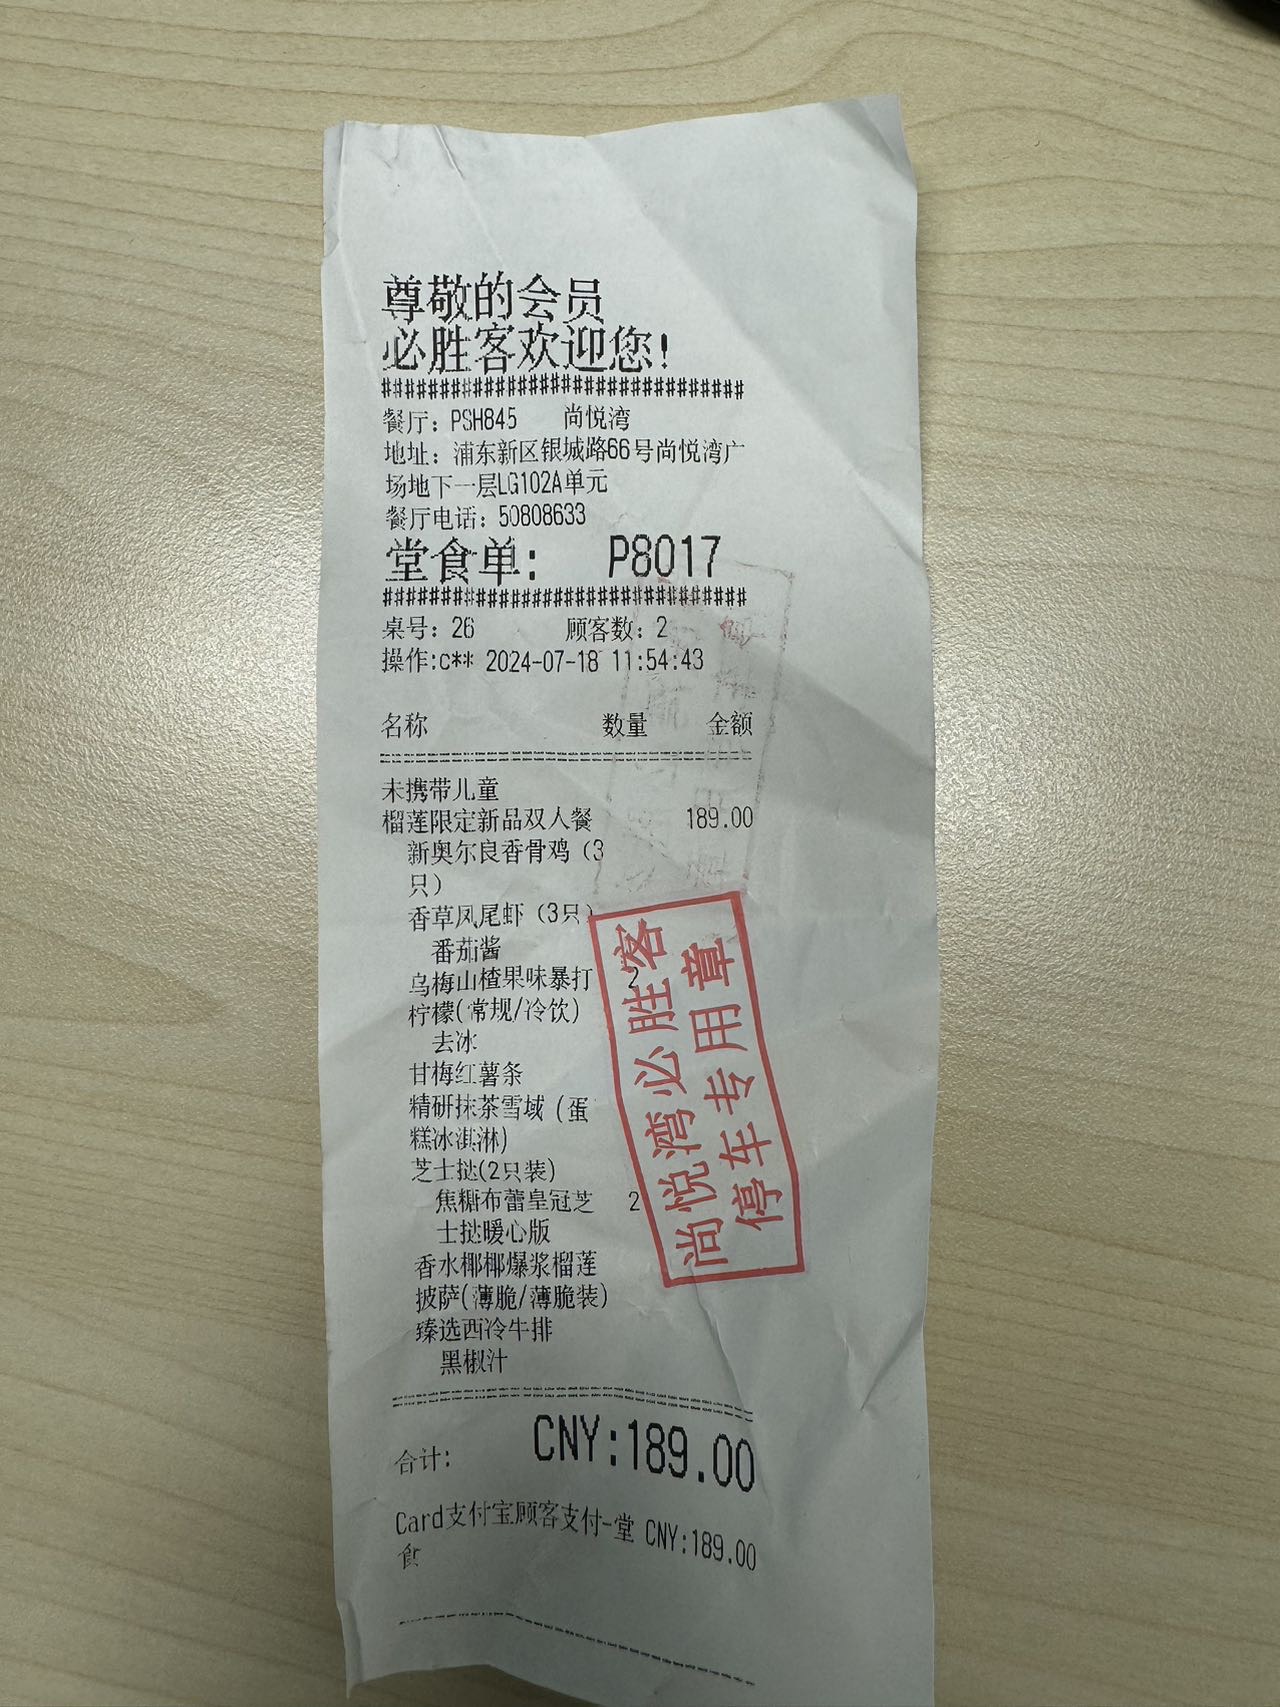 尊敬的会员
必胜客欢迎您!
################################
餐厅: PSH845 尚悦湾
地址: 浦东新区银城路66号尚悦湾广
场地下一层LG102A单元
餐厅电话: 50808633
堂食单: P8017
################################
桌号: 26 顾客数: 2
操作:c** 2024-07-18 11:54:43
名称 数量 金额
未携带儿童
榴莲限定新品双人餐 189.00
新奥尔良香骨鸡（3
只）
香草凤尾虾（3只）
番茄酱
乌梅山楂果味暴打 2
柠檬(常规/冷饮)
去冰
甘梅红薯条
精研抹茶雪域（蛋
糕冰淇淋)
芝士挞(2只装)
焦糖布蕾皇冠芝 2
士挞暖心版
香水椰椰爆浆榴莲
披萨(薄脆/薄脆装)
臻选西冷牛排
黑椒汁
合计: CNY:189.00
Card支付宝顾客支付-堂 CNY:189.00
食
尚悦湾必胜客
停车专用章